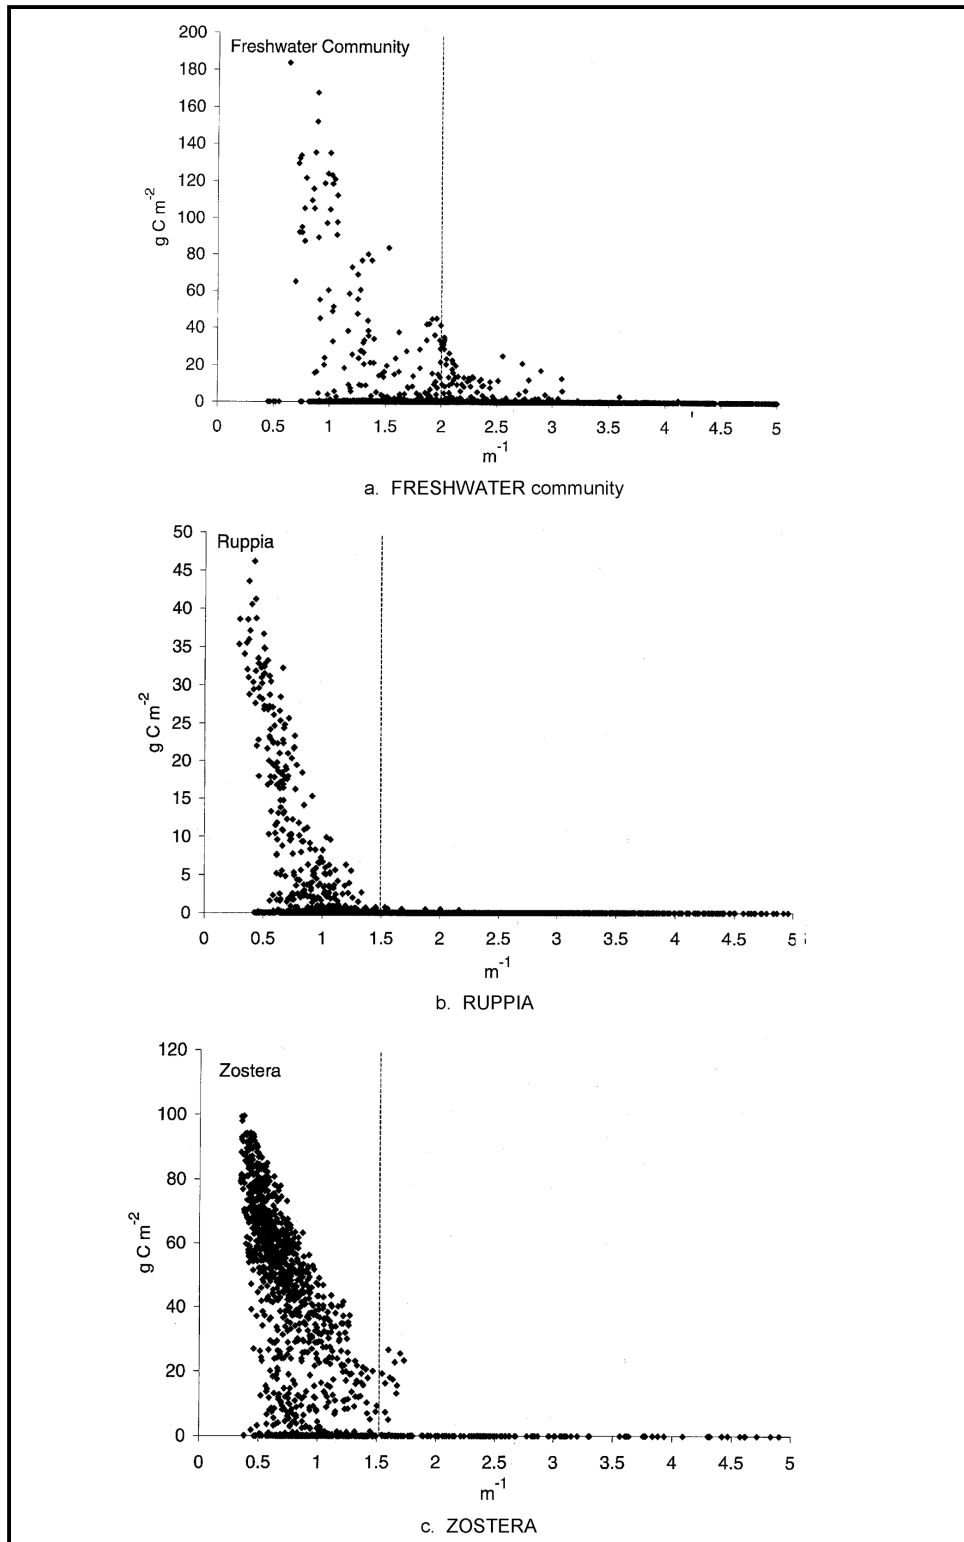 Freshwater Community
200
180
160
140
120
100
80
60
40
20
0
g C m⁻²
0 0.5 1 1.5 2 2.5 3 3.5 4 4.5 5
m⁻¹
a. FRESHWATER community
Ruppia
50
45
40
35
30
25
20
15
10
5
0
g C m⁻²
0 0.5 1 1.5 2 2.5 3 3.5 4 4.5 5
m⁻¹
b. RUPPIA
Zostera
120
100
80
60
40
20
0
g C m⁻²
0 0.5 1 1.5 2 2.5 3 3.5 4 4.5 5
m⁻¹
c. ZOSTERA